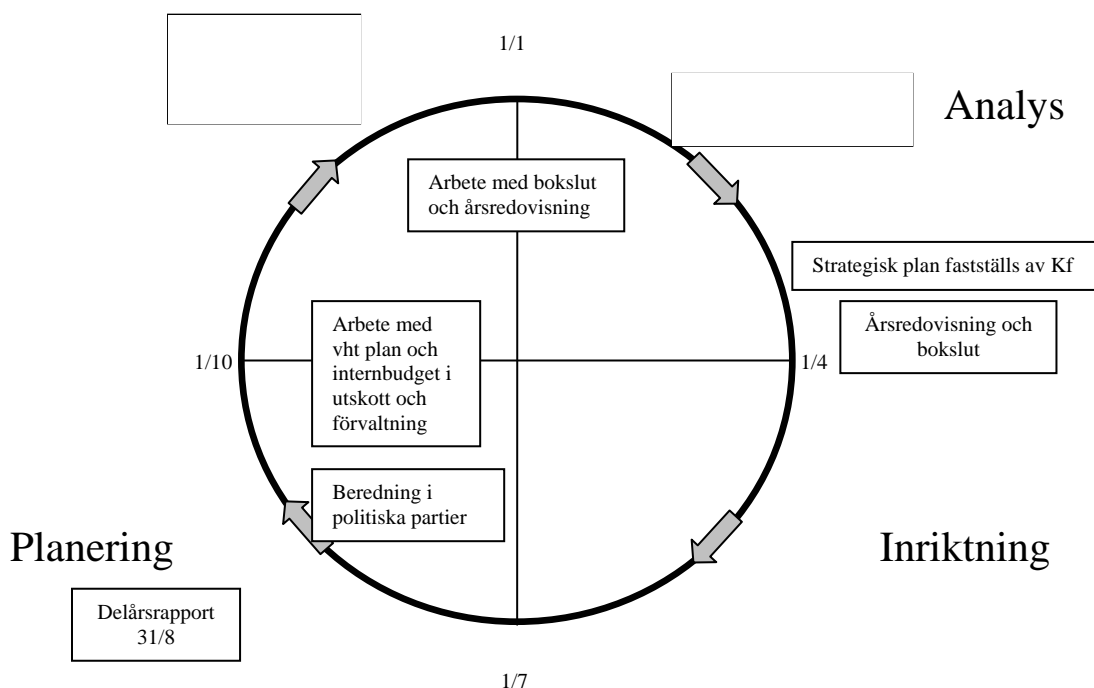 1/1
Analys
Arbete med bokslut
och årsredovisning
Strategisk plan fastställs av Kf
Årsredovisning och
bokslut
Arbete med
vht plan och
internbudget i
utskott och
förvaltning
1/10
1/4
Beredning i
politiska partier
Planering
Inriktning
Delårsrapport
31/8
1/7